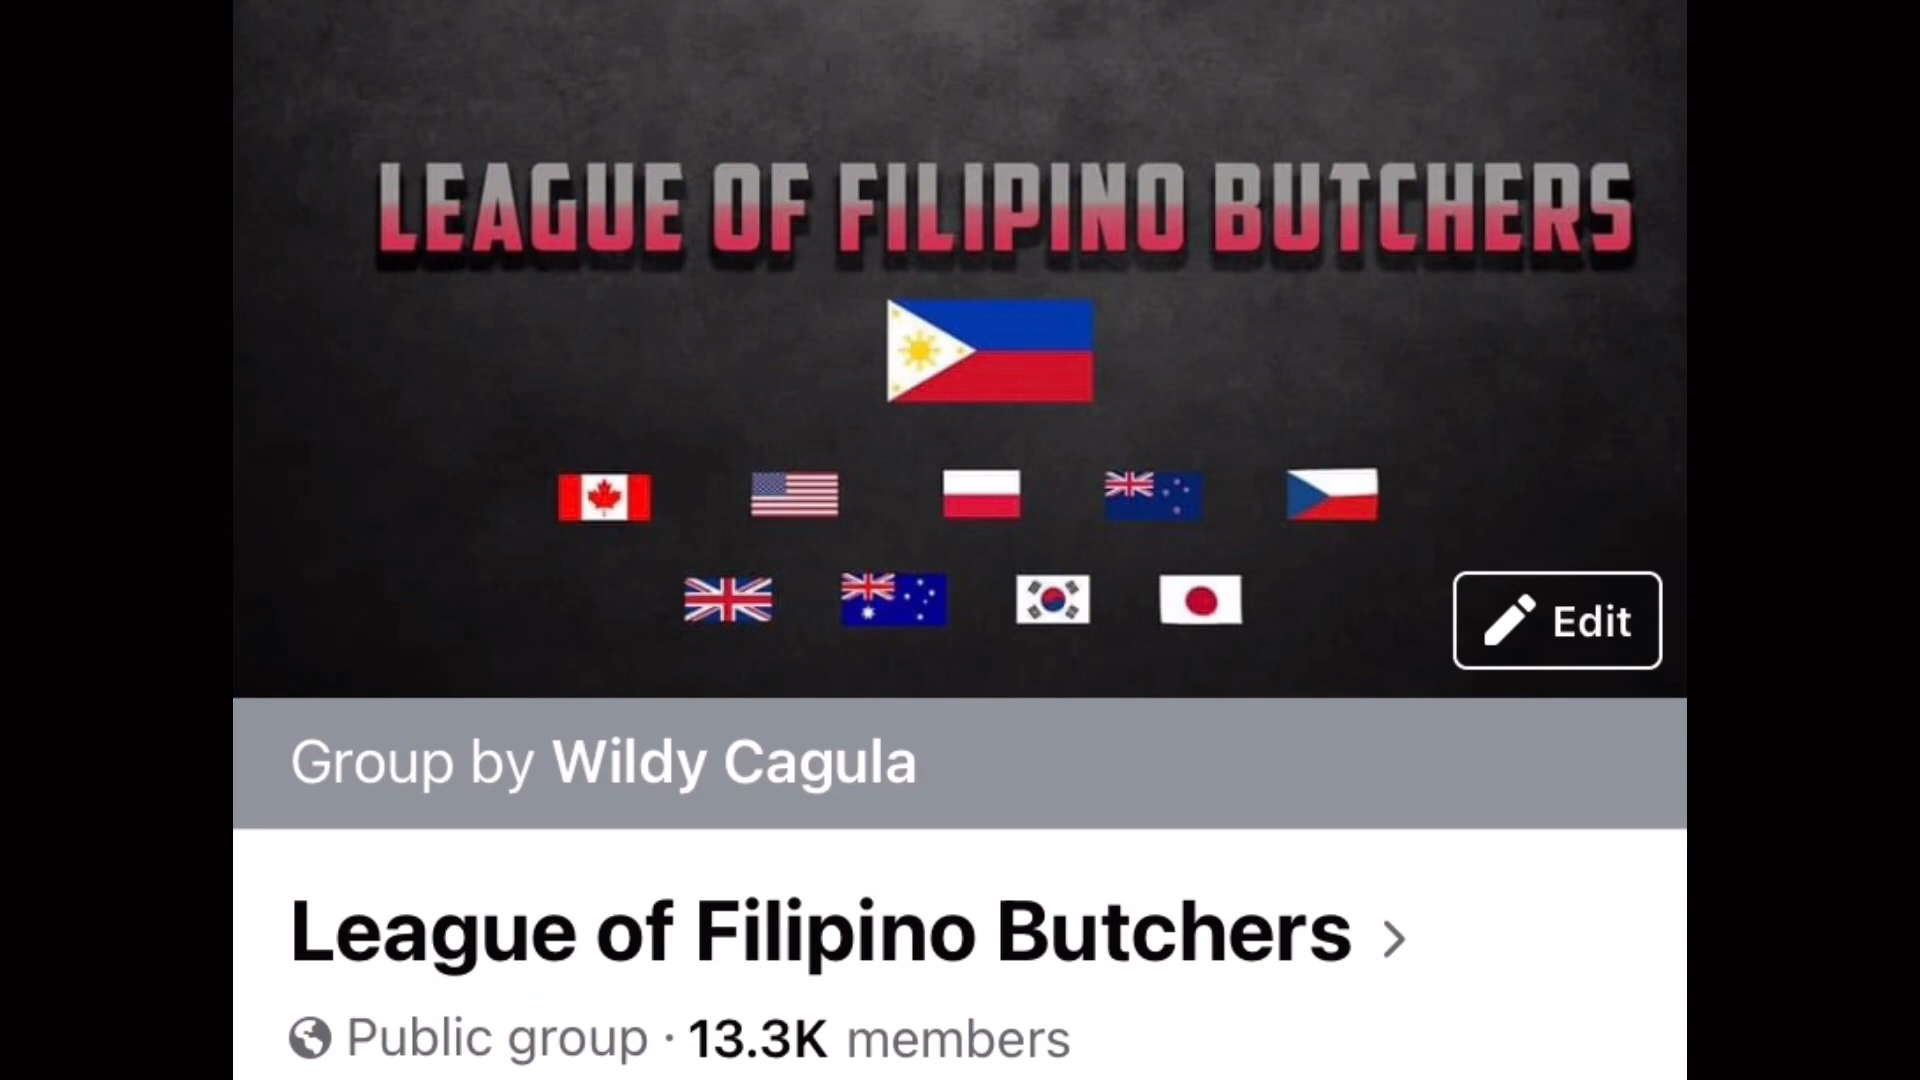 LEAGUE OF FILIPINO BUTCHERS
Edit
Group by Wildy Cagula
League of Filipino Butchers
Public group · 13.3K members